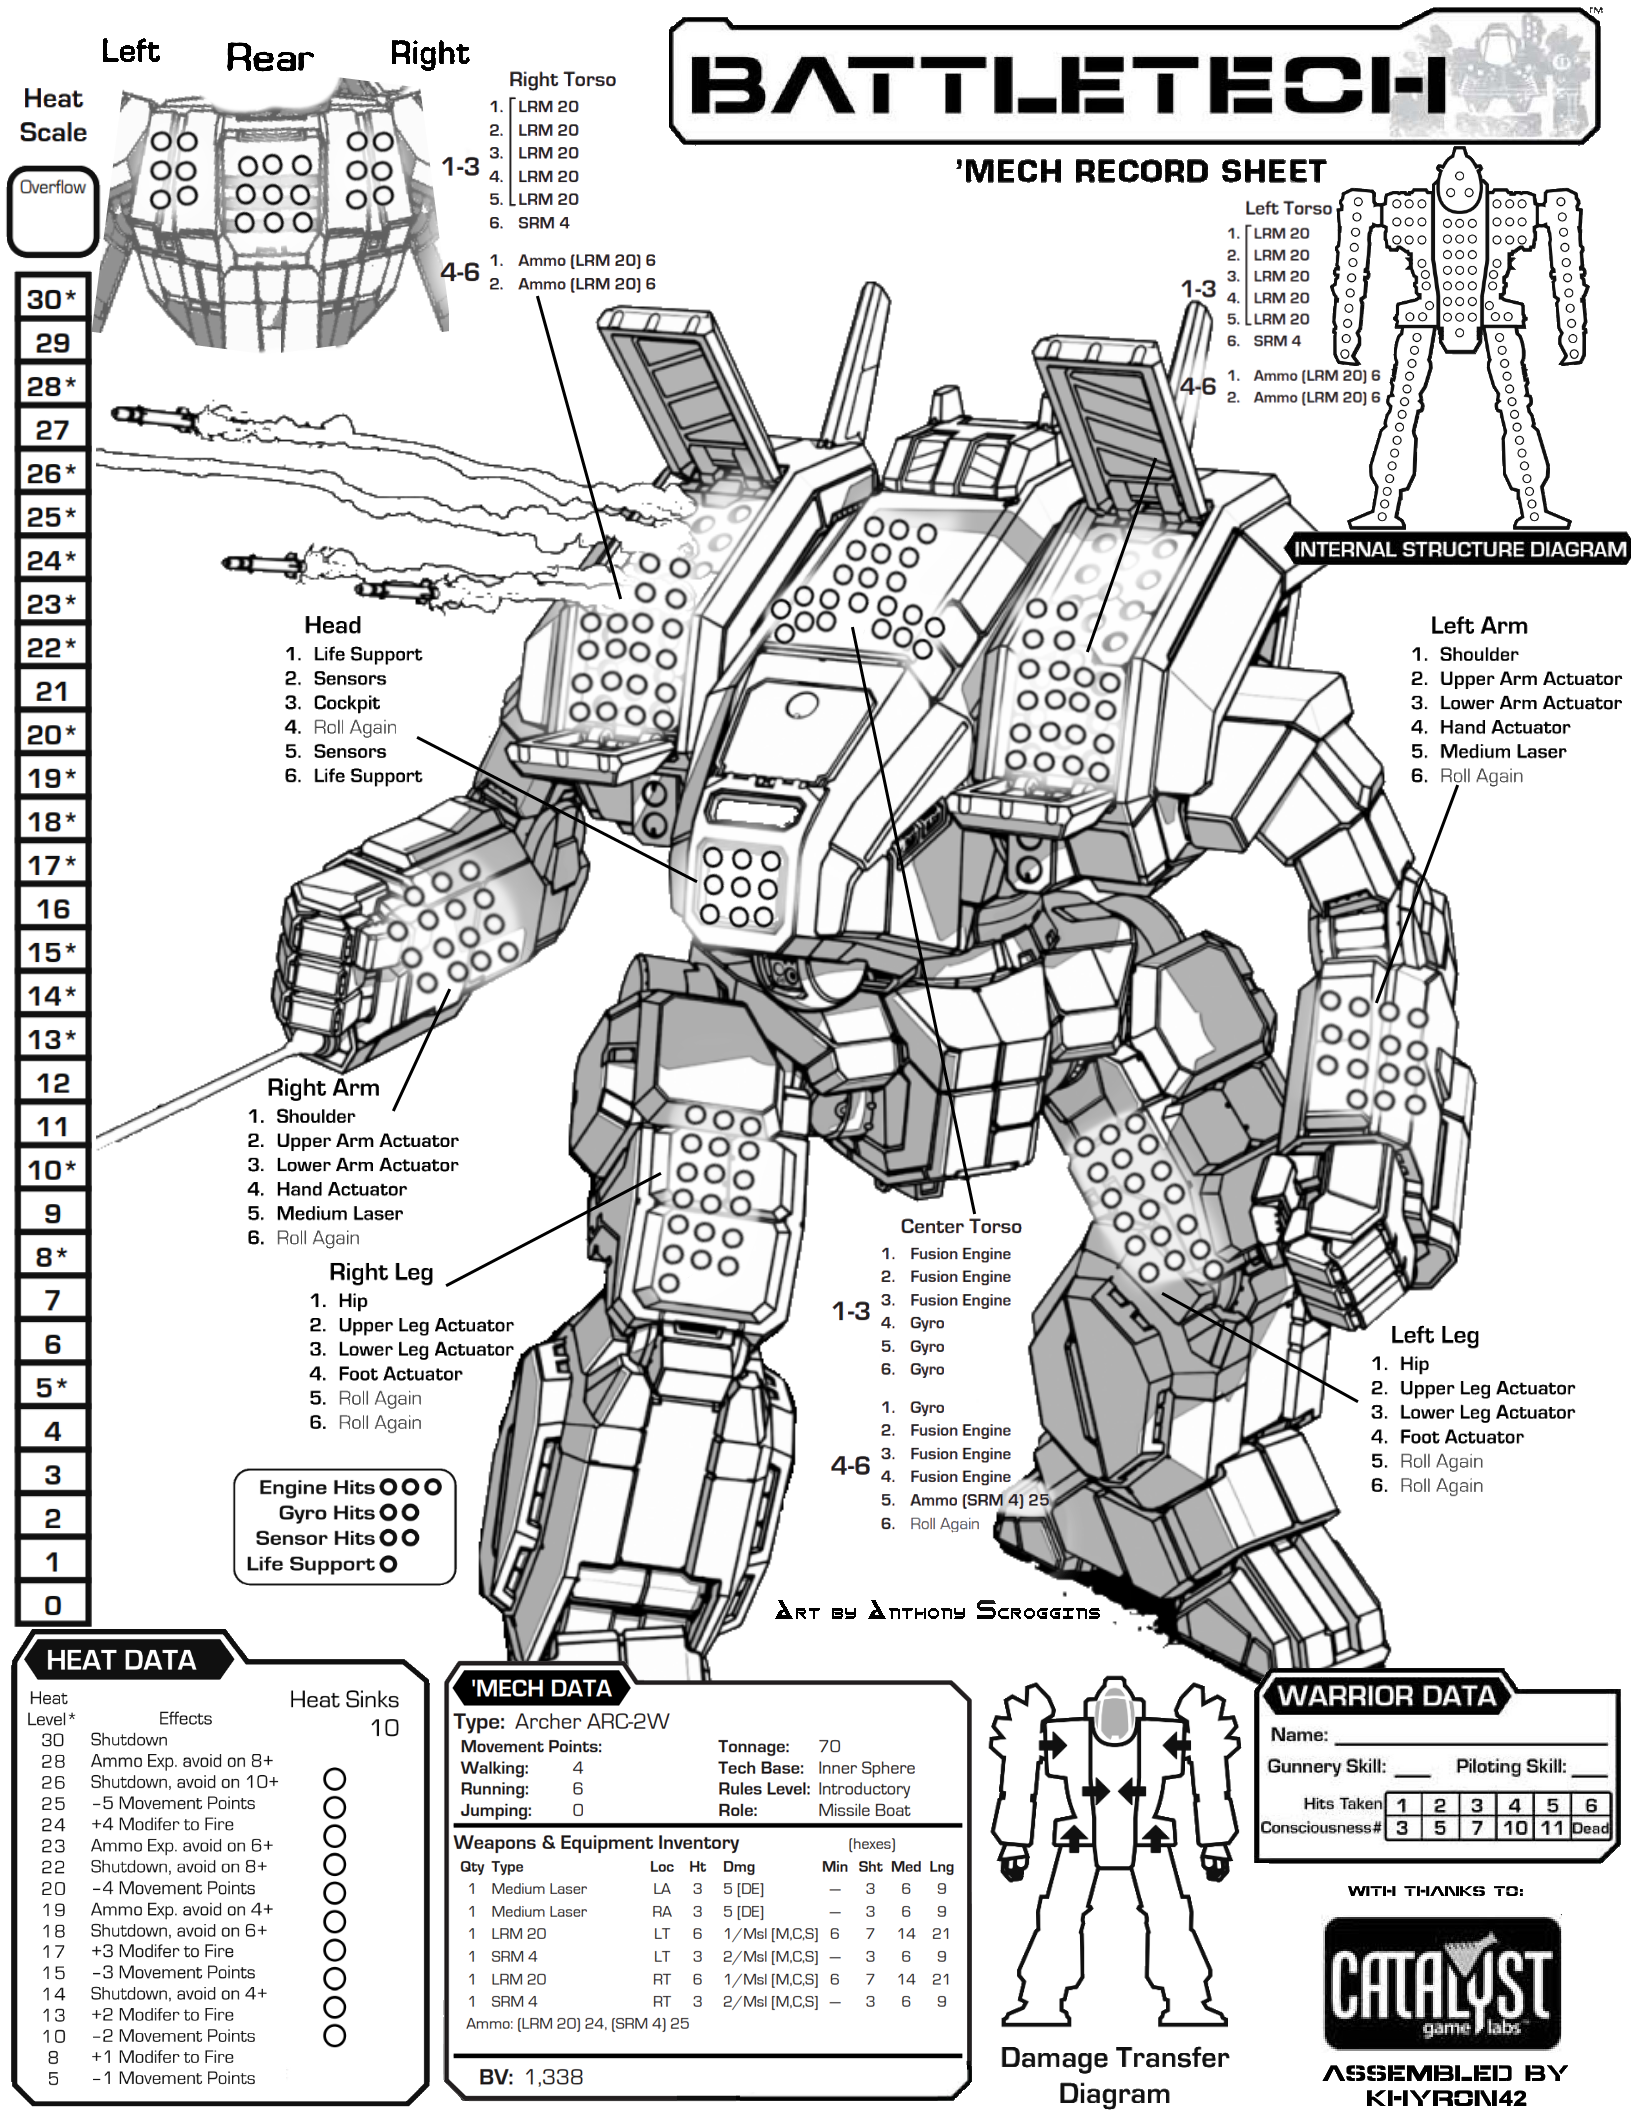 Left Rear Right
Heat
Scale
Overflow
30*
29
28*
27
26*
25*
24*
23*
22*
21
20*
19*
18*
17*
16
15*
14*
13*
12
11
10*
9
8*
7
6
5*
4
3
2
1
0
Right Torso
1. LRM 20
2. LRM 20
1-3
3. LRM 20
4. LRM 20
5. LRM 20
6. SRM 4
4-6
1. Ammo (LRM 20) 6
2. Ammo (LRM 20) 6
BATTLETECH
TM
'MECH RECORD SHEET
Left Torso
1. LRM 20
2. LRM 20
1-3
3. LRM 20
4. LRM 20
5. LRM 20
6. SRM 4
4-6
1. Ammo (LRM 20) 6
2. Ammo (LRM 20) 6
INTERNAL STRUCTURE DIAGRAM
Head
1. Life Support
2. Sensors
3. Cockpit
4. Roll Again
5. Sensors
6. Life Support
Left Arm
1. Shoulder
2. Upper Arm Actuator
3. Lower Arm Actuator
4. Hand Actuator
5. Medium Laser
6. Roll Again
Right Arm
1. Shoulder
2. Upper Arm Actuator
3. Lower Arm Actuator
4. Hand Actuator
5. Medium Laser
6. Roll Again
Right Leg
1. Hip
2. Upper Leg Actuator
3. Lower Leg Actuator
4. Foot Actuator
5. Roll Again
6. Roll Again
Center Torso
1. Fusion Engine
2. Fusion Engine
1-3
3. Fusion Engine
4. Gyro
5. Gyro
6. Gyro
1. Gyro
2. Fusion Engine
4-6
3. Fusion Engine
4. Fusion Engine
5. Ammo (SRM 4) 25
6. Roll Again
Left Leg
1. Hip
2. Upper Leg Actuator
3. Lower Leg Actuator
4. Foot Actuator
5. Roll Again
6. Roll Again
Engine Hits
Gyro Hits
Sensor Hits
Life Support
Art by Anthony Scroggins
HEAT DATA
Heat Sinks
10
Heat
Level* Effects
30 Shutdown
28 Ammo Exp. avoid on 8+
26 Shutdown, avoid on 10+
25 -5 Movement Points
24 +4 Modifer to Fire
23 Ammo Exp. avoid on 6+
22 Shutdown, avoid on 8+
20 -4 Movement Points
19 Ammo Exp. avoid on 4+
18 Shutdown, avoid on 6+
17 +3 Modifer to Fire
15 -3 Movement Points
14 Shutdown, avoid on 4+
13 +2 Modifer to Fire
10 -2 Movement Points
8 +1 Modifer to Fire
5 -1 Movement Points
'MECH DATA
Type: Archer ARC-2W
Movement Points: Tonnage: 70
Walking: 4 Tech Base: Inner Sphere
Running: 6 Rules Level: Introductory
Jumping: 0 Role: Missile Boat
Weapons & Equipment Inventory (hexes)
Qty Type Loc Ht Dmg Min Sht Med Lng
1 Medium Laser LA 3 5 [DE] — 3 6 9
1 Medium Laser RA 3 5 [DE] — 3 6 9
1 LRM 20 LT 6 1/Msl [M,C,S] 6 7 14 21
1 SRM 4 LT 3 2/Msl [M,C,S] — 3 6 9
1 LRM 20 RT 6 1/Msl [M,C,S] 6 7 14 21
1 SRM 4 RT 3 2/Msl [M,C,S] — 3 6 9
Ammo: (LRM 20) 24, (SRM 4) 25
BV: 1,338
Damage Transfer
Diagram
WARRIOR DATA
Name:
Gunnery Skill: Piloting Skill:
Hits Taken 1 2 3 4 5 6
Consciousness# 3 5 7 10 11 Dead
WITH THANKS TO:
CATALYST
game labs
ASSEMBLED BY
KHYRON42